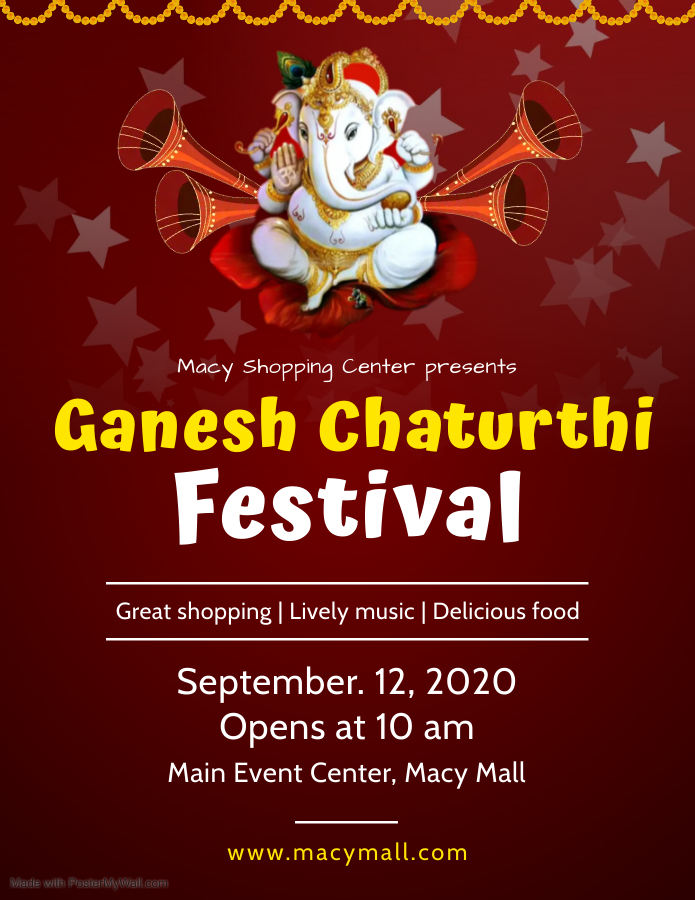 Macy Shopping Center presents
Ganesh Chaturthi
Festival
Great shopping | Lively music | Delicious food
September. 12, 2020
Opens at 10 am
Main Event Center, Macy Mall
www.macymall.com
Made with PosterMyWall.com